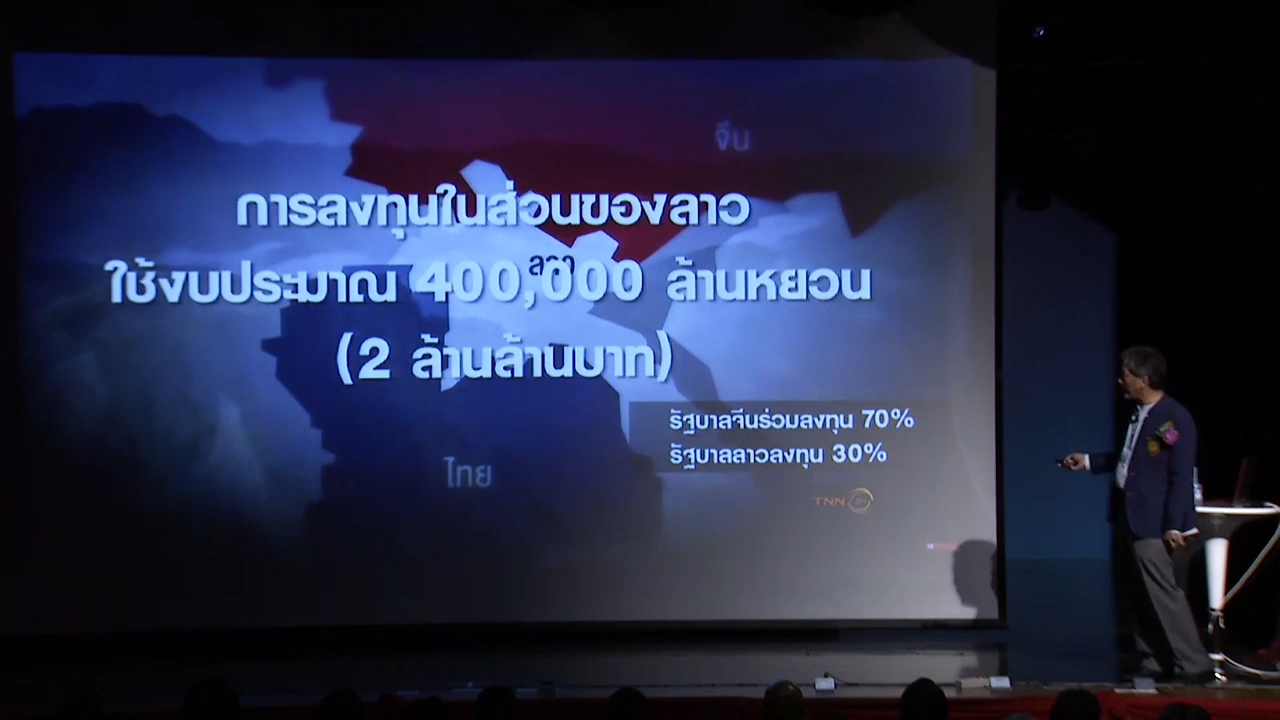 จีน
การลงทุนในส่วนของลาว
ลาว
ใช้งบประมาณ 400,000 ล้านหยวน
(2 ล้านล้านบาท)
รัฐบาลจีนร่วมลงทุน 70%
รัฐบาลลาวลงทุน 30%
ไทย
TNN